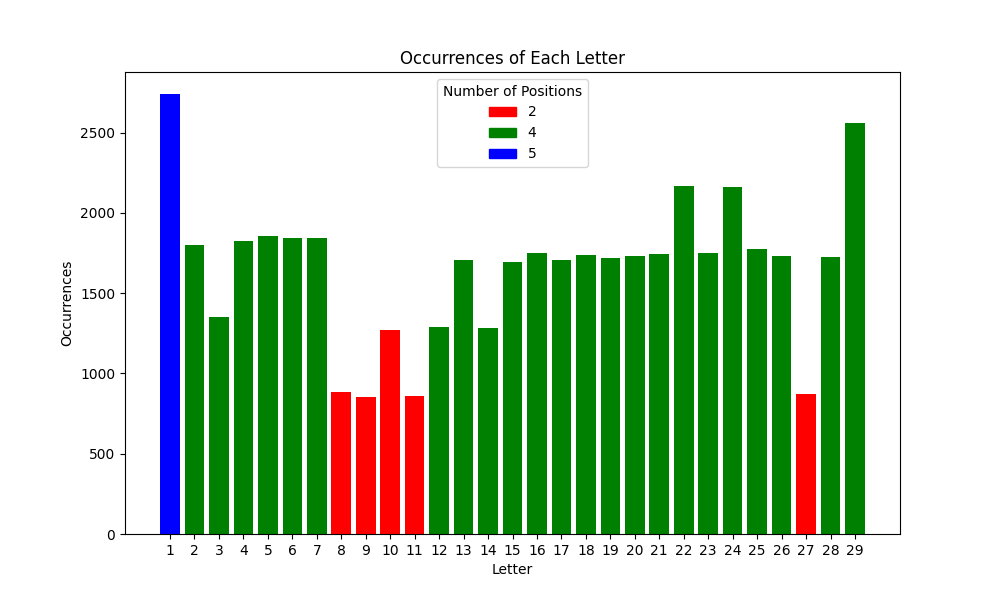 Occurrences of Each Letter
Number of Positions
2
4
5
Occurrences
2500
2000
1500
1000
500
0
1 2 3 4 5 6 7 8 9 10 11 12 13 14 15 16 17 18 19 20 21 22 23 24 25 26 27 28 29
Letter